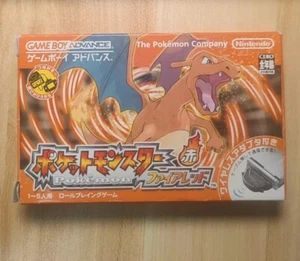 GAME BOY ADVANCE
ゲームボーイ アドバンス
The Pokémon Company
Nintendo
CERO
ポケットモンスター
赤
Pokémon
ファイアレッド
ワイヤレスアダプタ付き
1〜5人用 ロールプレイングゲーム